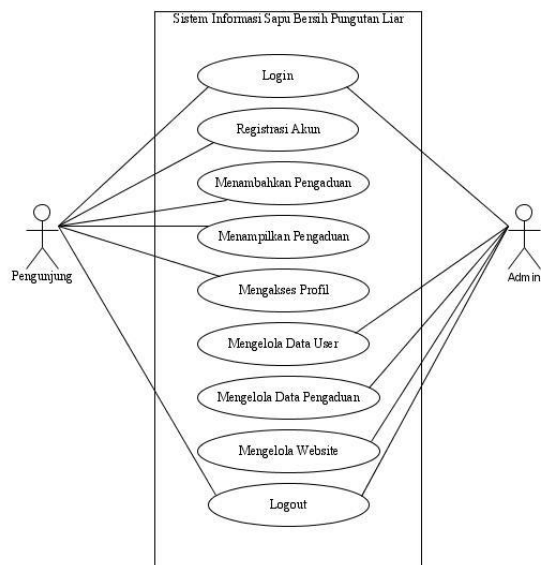 Sistem Informasi Sapu Bersih Pungutan Liar
Login
Registrasi Akun
Menambahkan Pengaduan
Menampilkan Pengaduan
Pengunjung
Admin
Mengakses Profil
Mengelola Data User
Mengelola Data Pengaduan
Mengelola Website
Logout